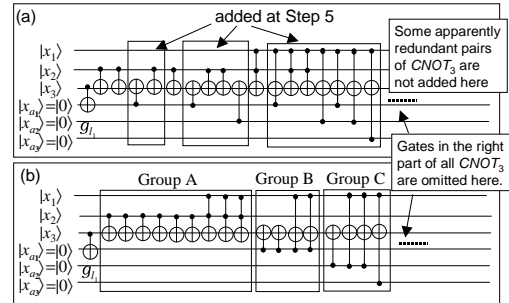 (a)
added at Step 5
Some apparently
redundant pairs
of CNOT₃ are
not added here
|x₁⟩
|x₂⟩
|x₃⟩
|xₐ₁⟩=|0⟩
|xₐ₂⟩=|0⟩
gₗ₁
|xₐ₃⟩=|0⟩
Gates in the right
part of all CNOT₃
are omitted here.
(b)
Group A
Group B
Group C
|x₁⟩
|x₂⟩
|x₃⟩
|xₐ₁⟩=|0⟩
|xₐ₂⟩=|0⟩
gₗ₁
|xₐ₃⟩=|0⟩